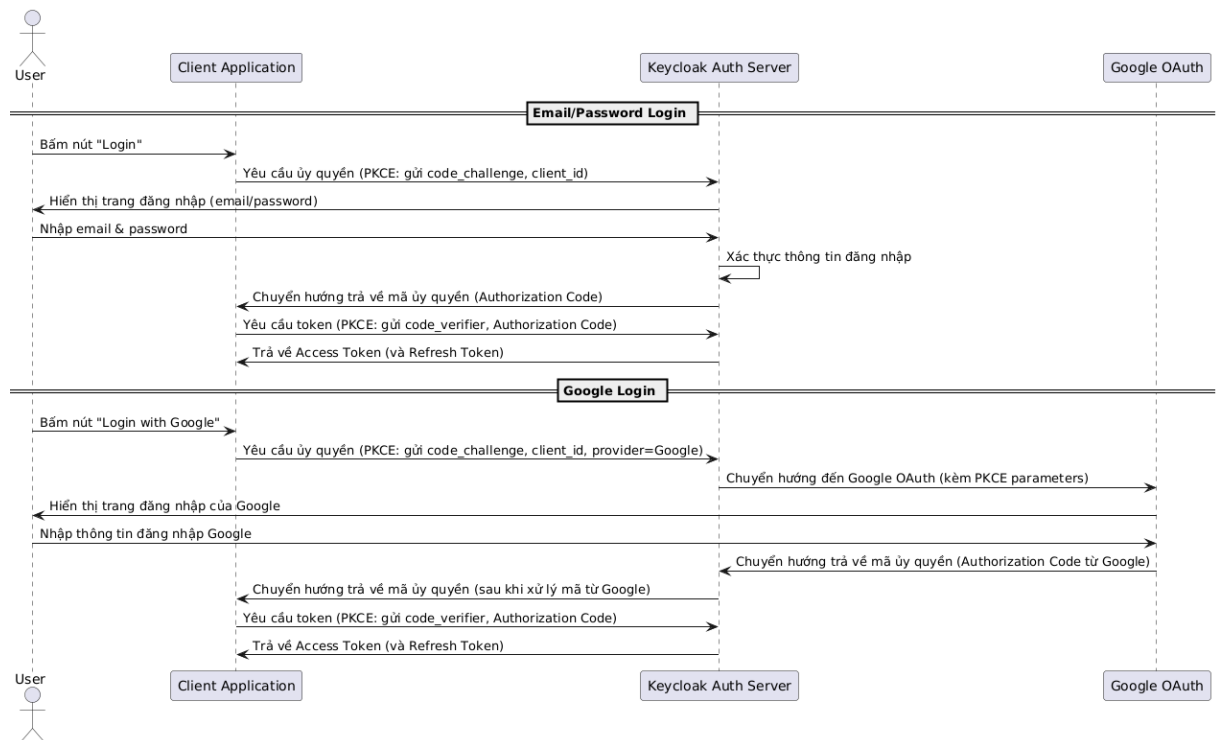 User
Client Application
Keycloak Auth Server
Google OAuth
Email/Password Login
Bấm nút "Login"
Yêu cầu ủy quyền (PKCE: gửi code_challenge, client_id)
Hiển thị trang đăng nhập (email/password)
Nhập email & password
Xác thực thông tin đăng nhập
Chuyển hướng trả về mã ủy quyền (Authorization Code)
Yêu cầu token (PKCE: gửi code_verifier, Authorization Code)
Trả về Access Token (và Refresh Token)
Google Login
Bấm nút "Login with Google"
Yêu cầu ủy quyền (PKCE: gửi code_challenge, client_id, provider=Google)
Chuyển hướng đến Google OAuth (kèm PKCE parameters)
Hiển thị trang đăng nhập của Google
Nhập thông tin đăng nhập Google
Chuyển hướng trả về mã ủy quyền (Authorization Code từ Google)
Chuyển hướng trả về mã ủy quyền (sau khi xử lý mã từ Google)
Yêu cầu token (PKCE: gửi code_verifier, Authorization Code)
Trả về Access Token (và Refresh Token)
User
Client Application
Keycloak Auth Server
Google OAuth